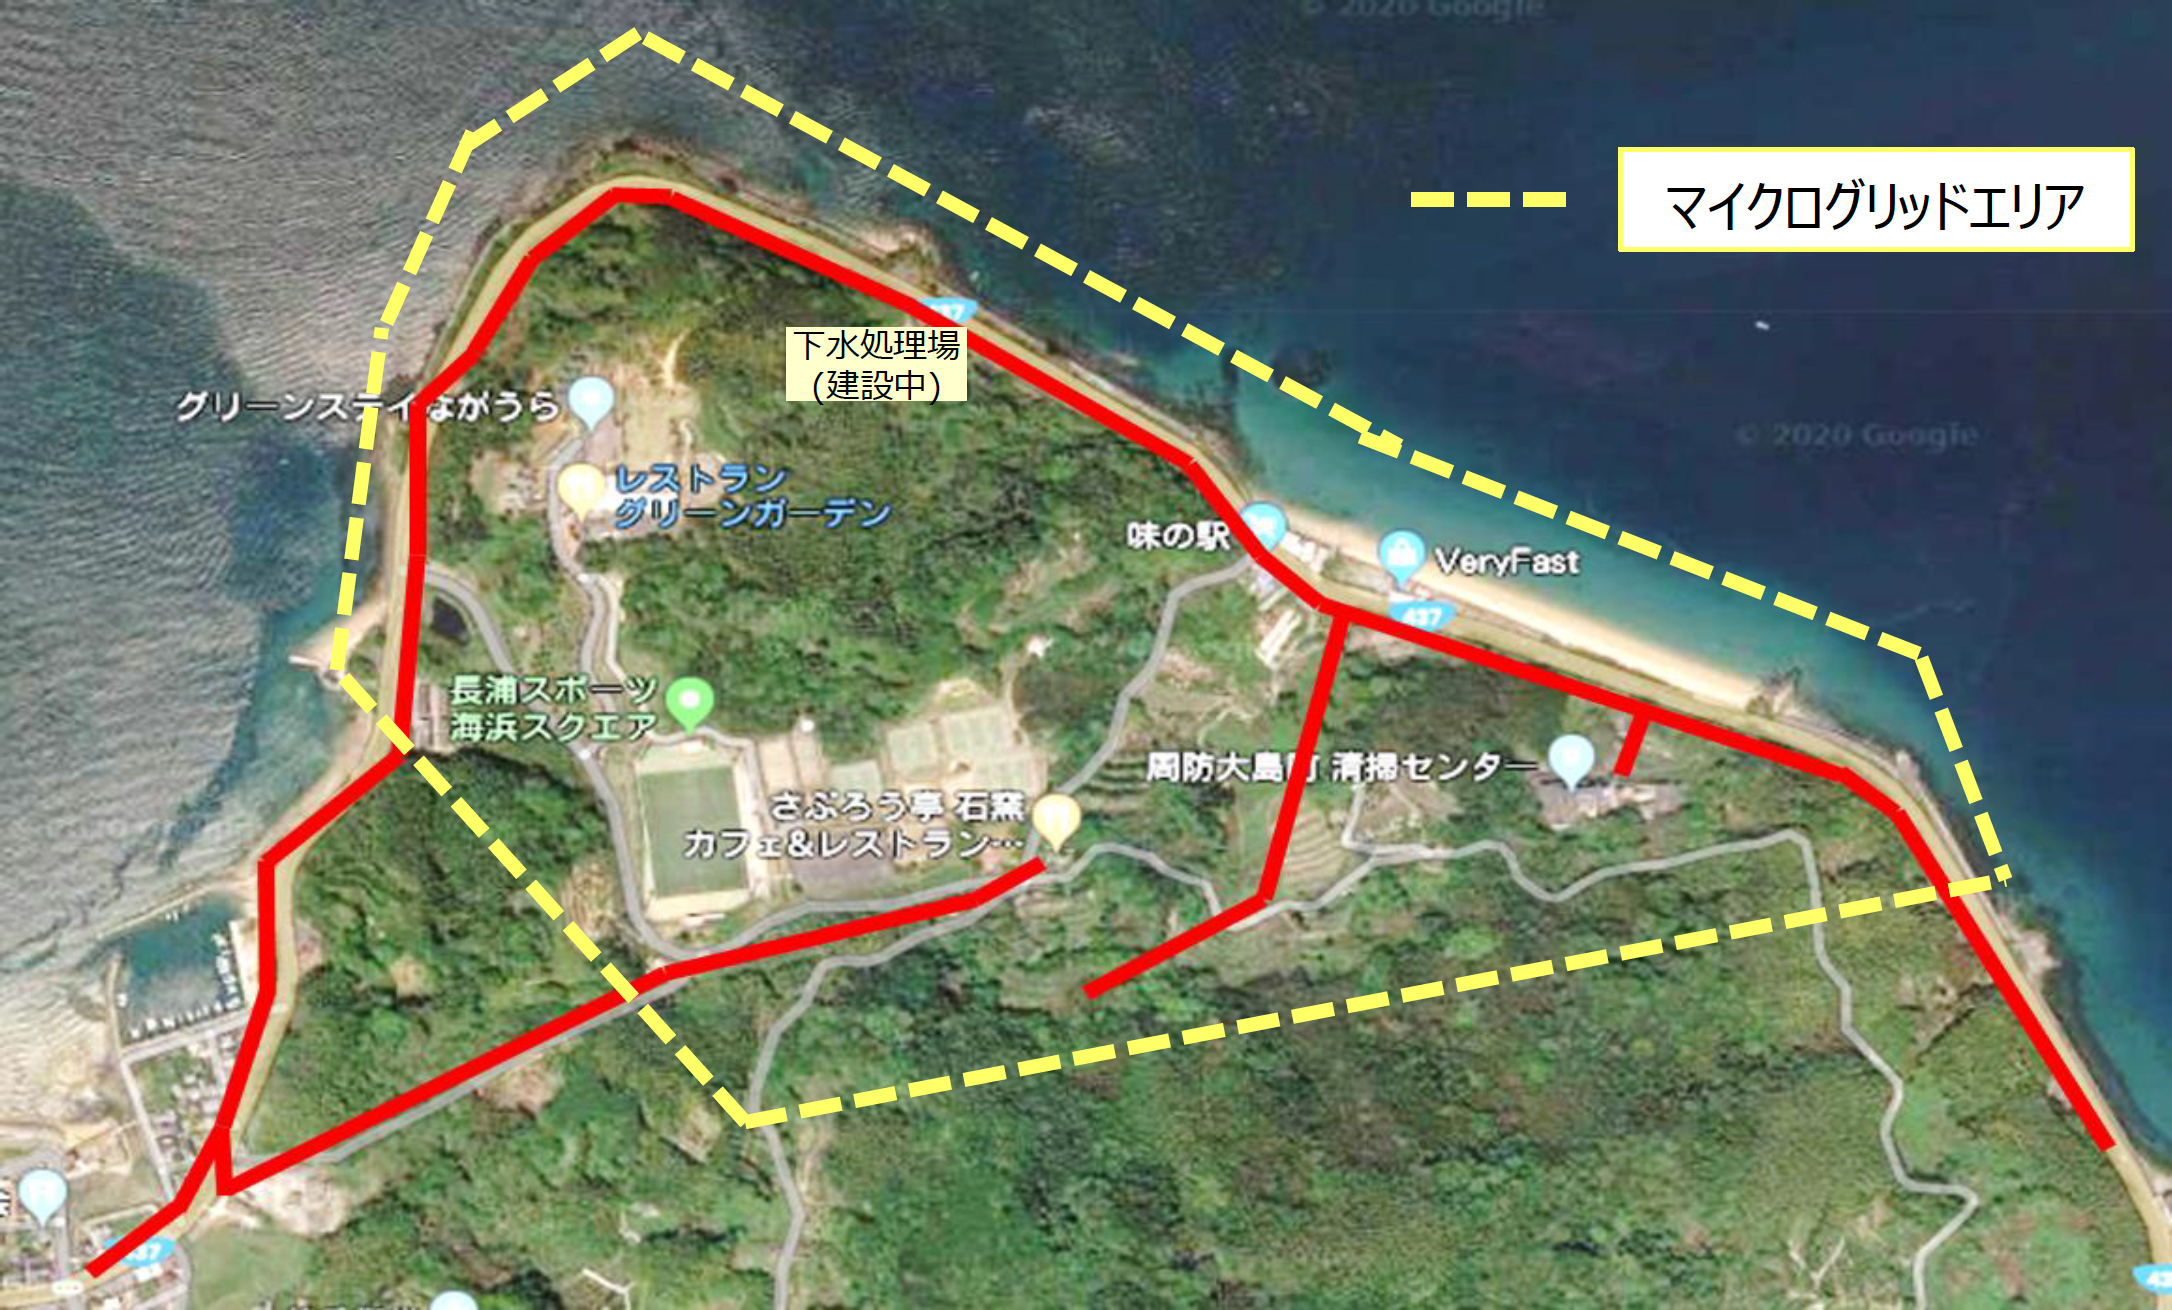 © 2020 Google
マイクログリッドエリア
437
下水処理場
(建設中)
グリーンステイながうら
© 2020 Google
レストラン
グリーンガーデン
味の駅
VeryFast
437
長浦スポーツ
海浜スクエア
周防大島町 清掃センター
さぶろう亭 石窯
カフェ&レストラン…
437